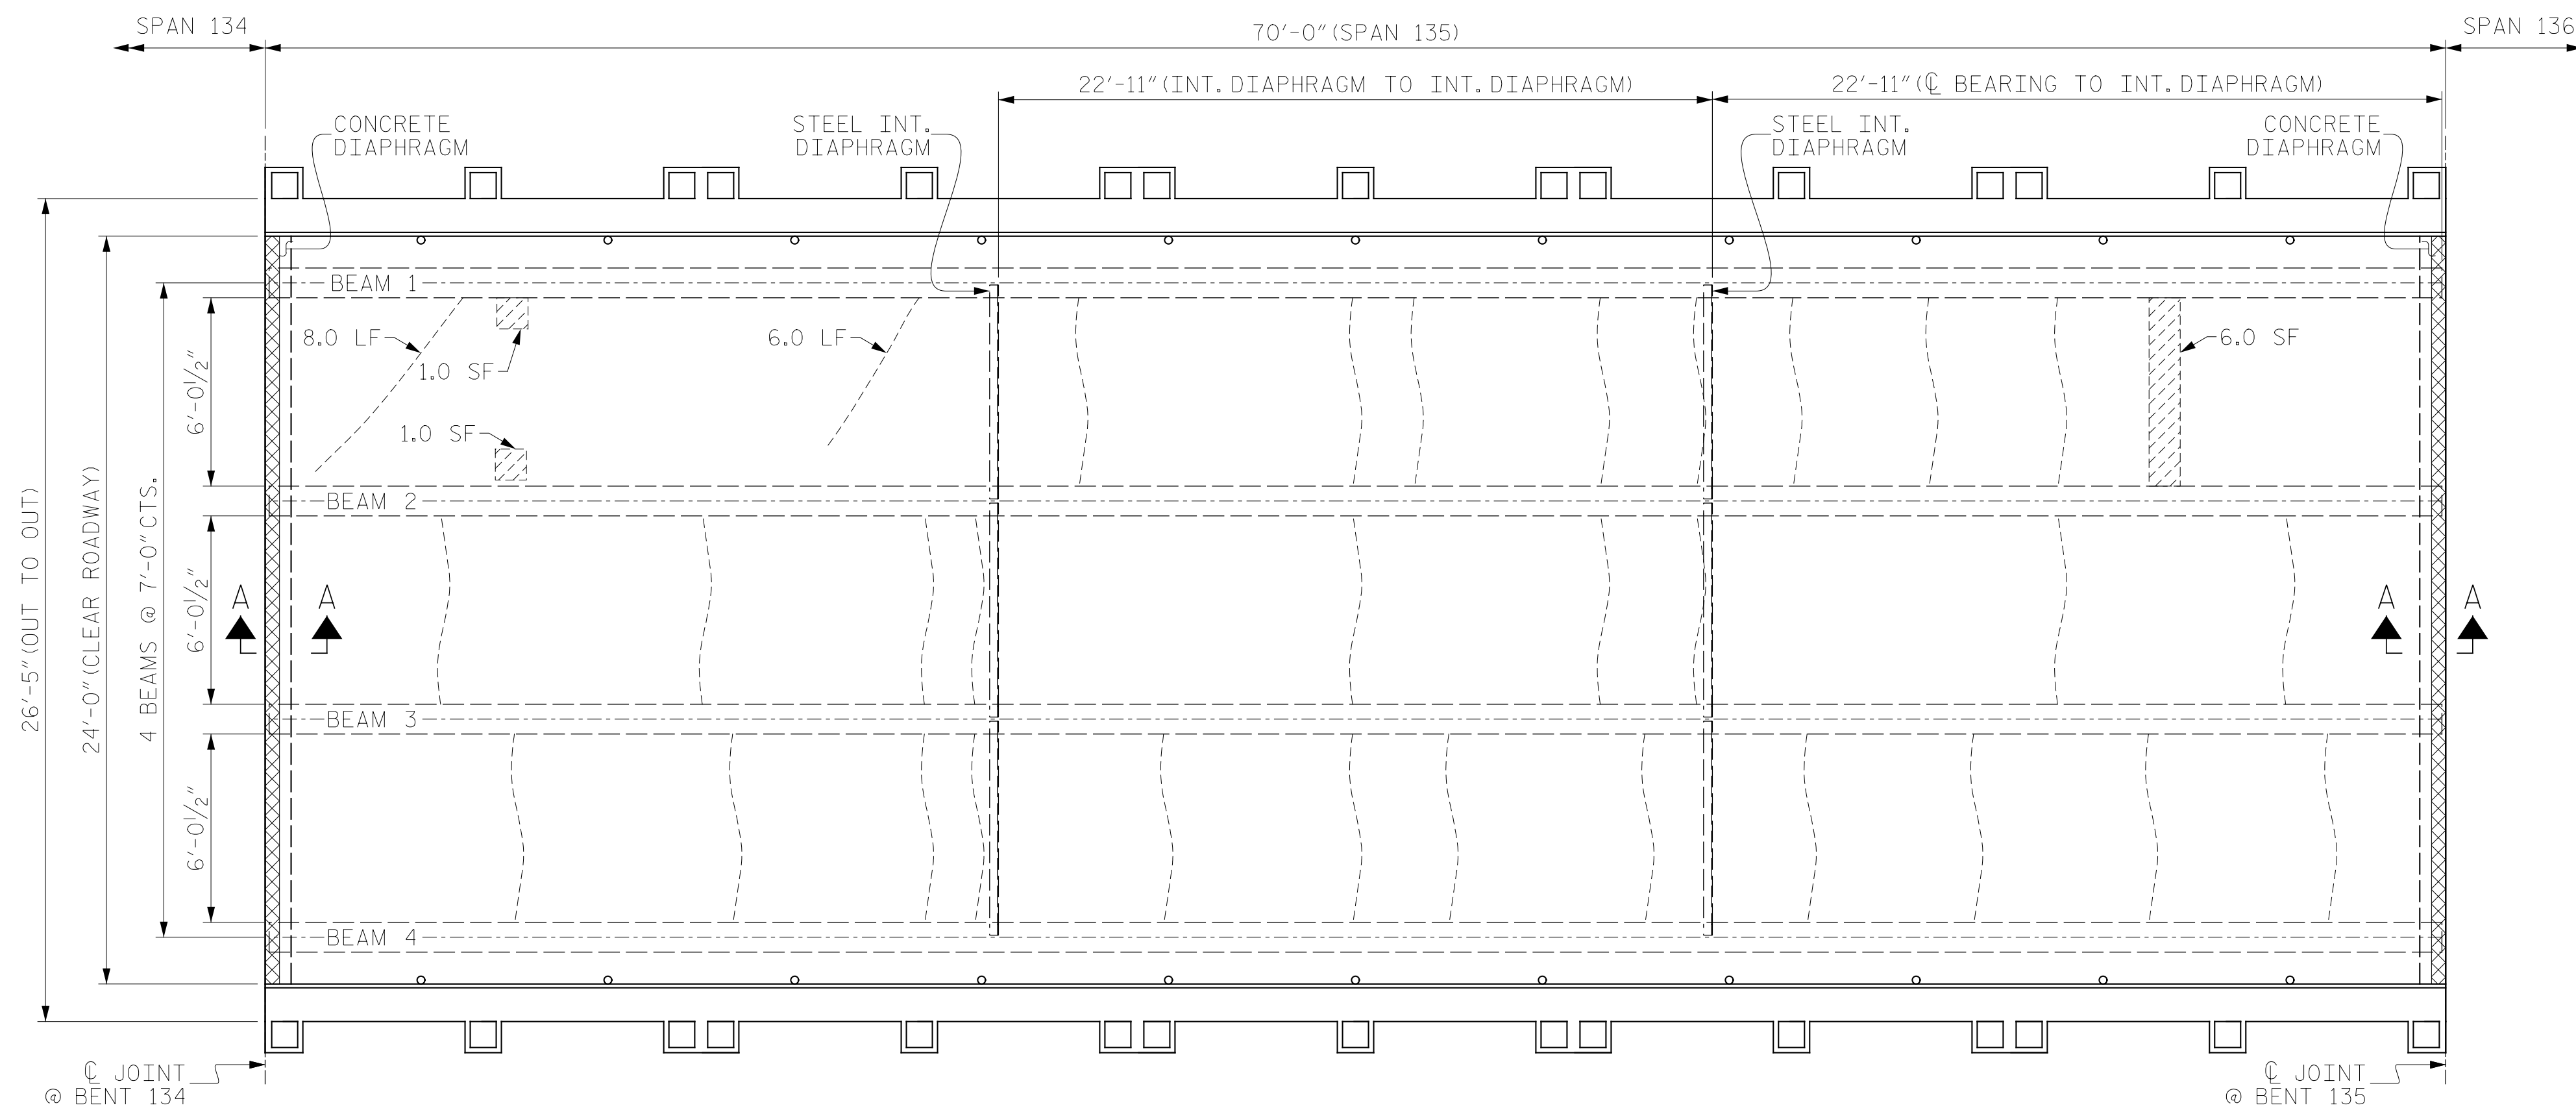 SPAN 134
70'-0" (SPAN 135)
SPAN 136
22'-11" (INT. DIAPHRAGM TO INT. DIAPHRAGM)
22'-11" (℄ BEARING TO INT. DIAPHRAGM)
CONCRETE
DIAPHRAGM
STEEL INT.
DIAPHRAGM
STEEL INT.
DIAPHRAGM
CONCRETE
DIAPHRAGM
BEAM 1
8.0 LF
1.0 SF
6.0 LF
6.0 SF
1.0 SF
6'-0½"
BEAM 2
26'-5" (OUT TO OUT)
24'-0" (CLEAR ROADWAY)
4 BEAMS @ 7'-0" CTS.
6'-0½"
A
A
A
A
BEAM 3
6'-0½"
BEAM 4
℄ JOINT
@ BENT 134
℄ JOINT
@ BENT 135